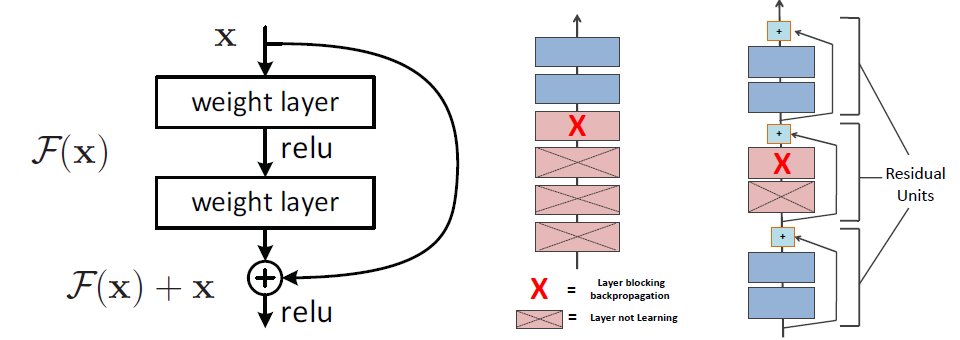 x
weight layer
relu
F(x)
weight layer
F(x) + x
+
relu
X
X
=
Layer blocking
backpropagation
=
Layer not Learning
+
+
X
+
Residual
Units